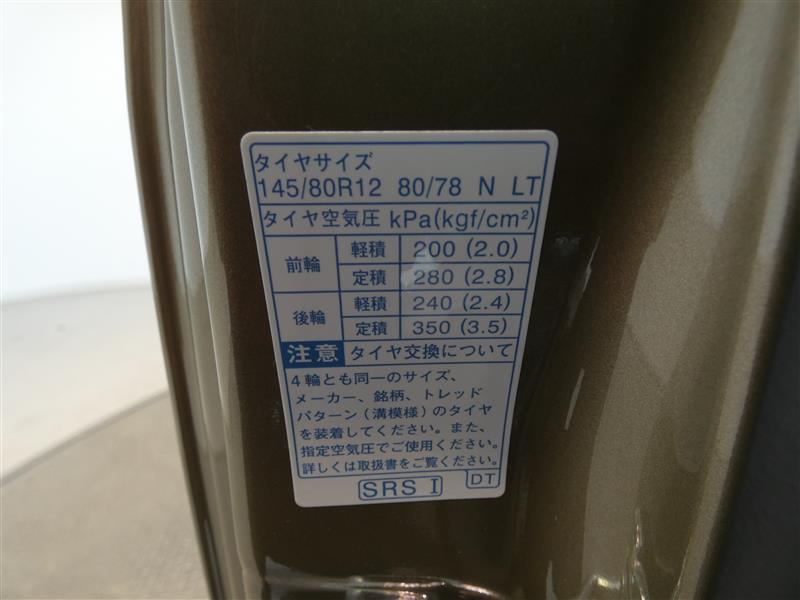 タイヤサイズ
145/80R12 80/78 N LT
タイヤ空気圧 kPa(kgf/cm²)
前輪 軽積 200 (2.0)
定積 280 (2.8)
後輪 軽積 240 (2.4)
定積 350 (3.5)
注意 タイヤ交換について
4輪とも同一のサイズ、
メーカー、銘柄、トレッド
パターン(溝模様)のタイヤ
を装着してください。また、
指定空気圧でご使用ください。
詳しくは取扱書をご覧ください。
SRS I DT